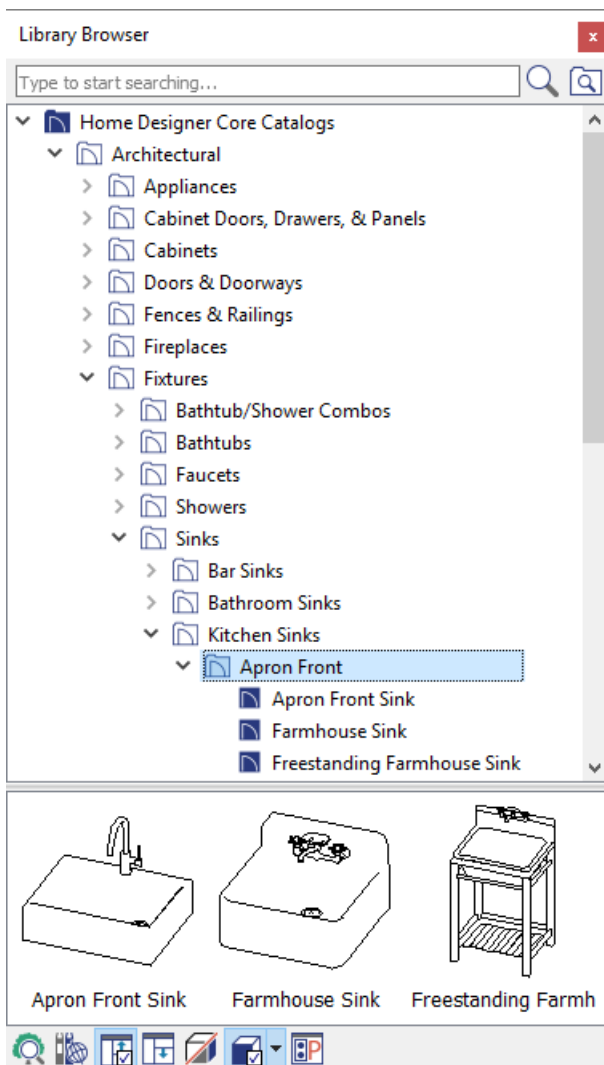 Library Browser
x
Type to start searching...
Home Designer Core Catalogs
Architectural
Appliances
Cabinet Doors, Drawers, & Panels
Cabinets
Doors & Doorways
Fences & Railings
Fireplaces
Fixtures
Bathtub/Shower Combos
Bathtubs
Faucets
Showers
Sinks
Bar Sinks
Bathroom Sinks
Kitchen Sinks
Apron Front
Apron Front Sink
Farmhouse Sink
Freestanding Farmhouse Sink
Apron Front Sink Farmhouse Sink Freestanding Farmh
P